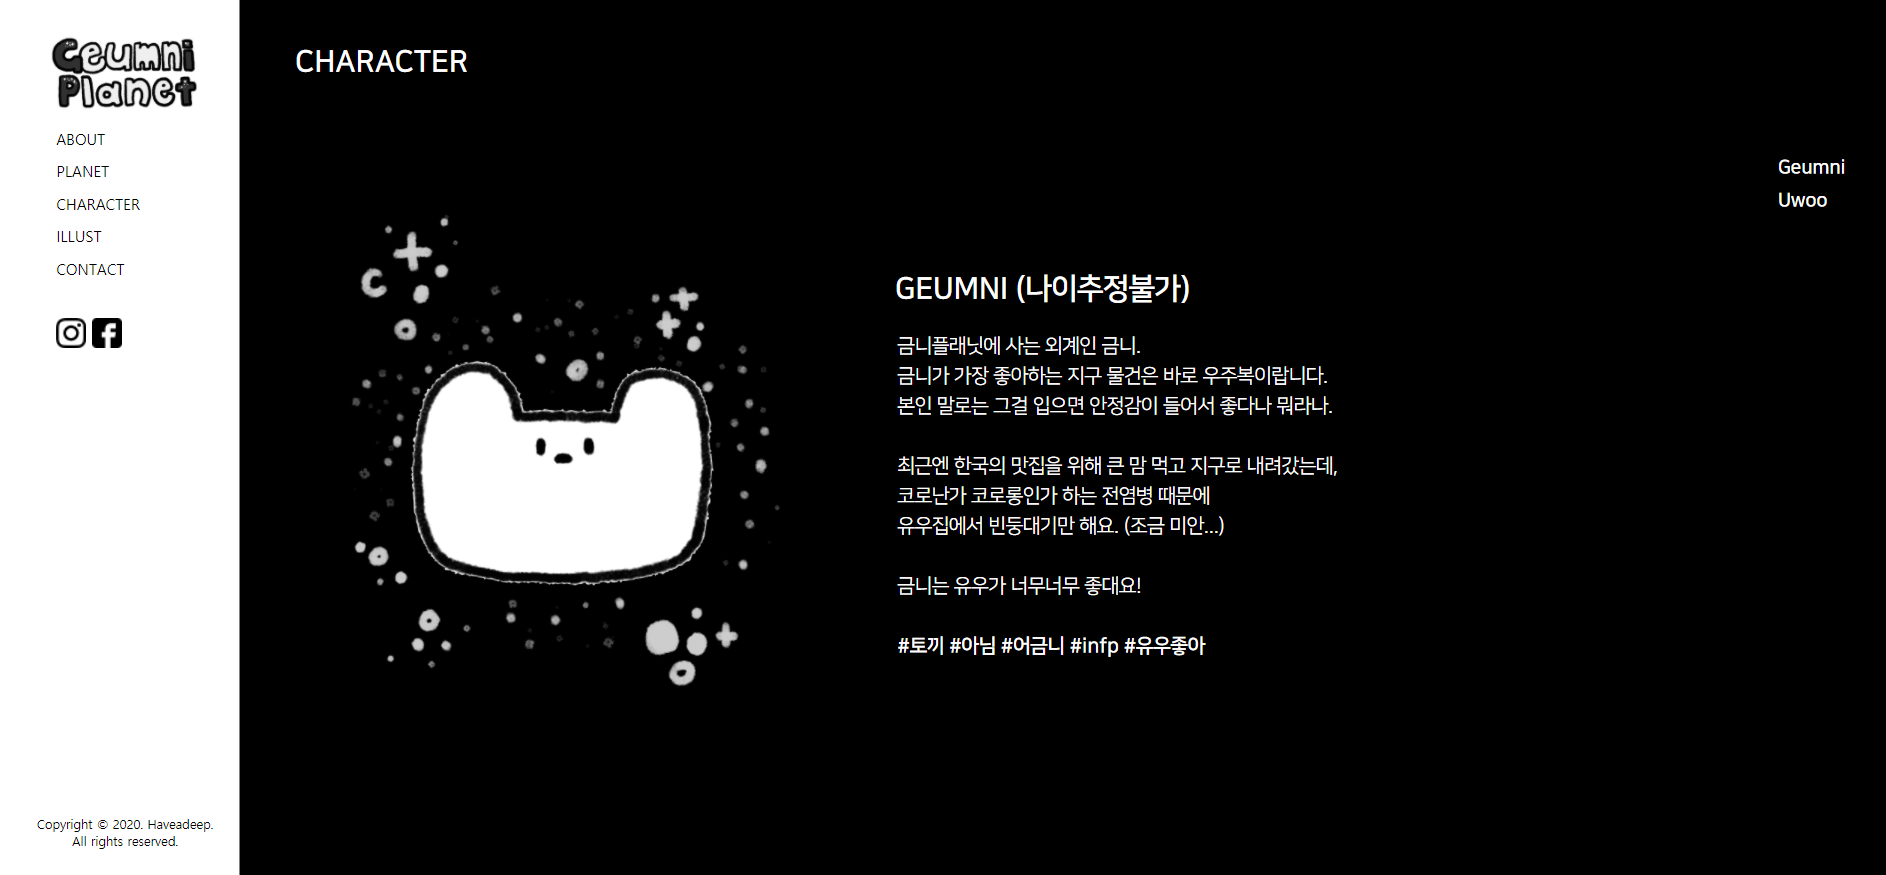 Geumni
Planet
ABOUT
PLANET
CHARACTER
ILLUST
CONTACT
Copyright © 2020. Haveadeep.
All rights reserved.
CHARACTER
Geumni
Uwoo
GEUMNI (나이추정불가)
금니플래닛에 사는 외계인 금니.
금니가 가장 좋아하는 지구 물건은 바로 우주복이랍니다.
본인 말로는 그걸 입으면 안정감이 들어서 좋다나 뭐라나.
최근엔 한국의 맛집을 위해 큰 맘 먹고 지구로 내려갔는데,
코로난가 코로롱인가 하는 전염병 때문에
유우집에서 빈둥대기만 해요. (조금 미안...)
금니는 유우가 너무너무 좋대요!
#토끼 #아님 #어금니 #infp #유우좋아